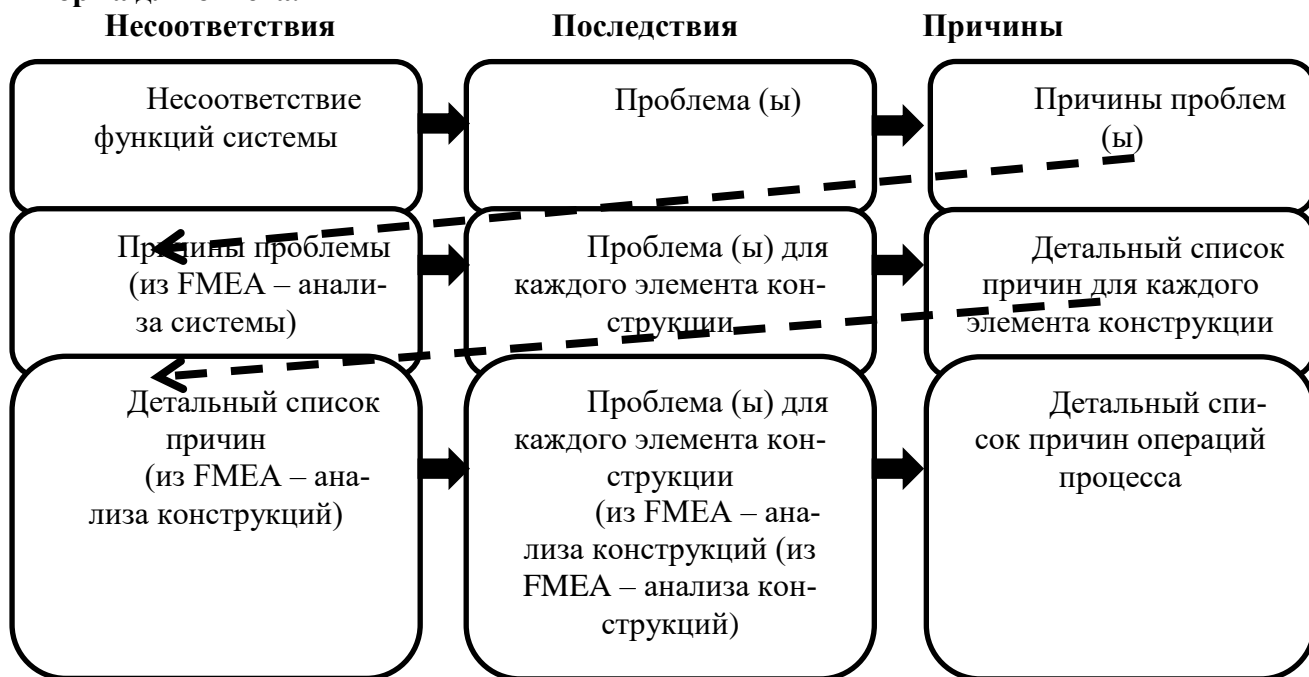 Несоответствия
Последствия
Причины
Несоответствие
функций системы
Проблема (ы)
Причины проблем
(ы)
Причины проблемы
(из FMEA – анали-
за системы)
Проблема (ы) для
каждого элемента кон-
струкции
Детальный список
причин для каждого
элемента конструкции
Детальный список
причин
(из FMEA – ана-
лиза конструкций)
Проблема (ы) для
каждого элемента кон-
струкции
(из FMEA – ана-
лиза конструкций (из
FMEA – анализа кон-
струкций)
Детальный спи-
сок причин операций
процесса